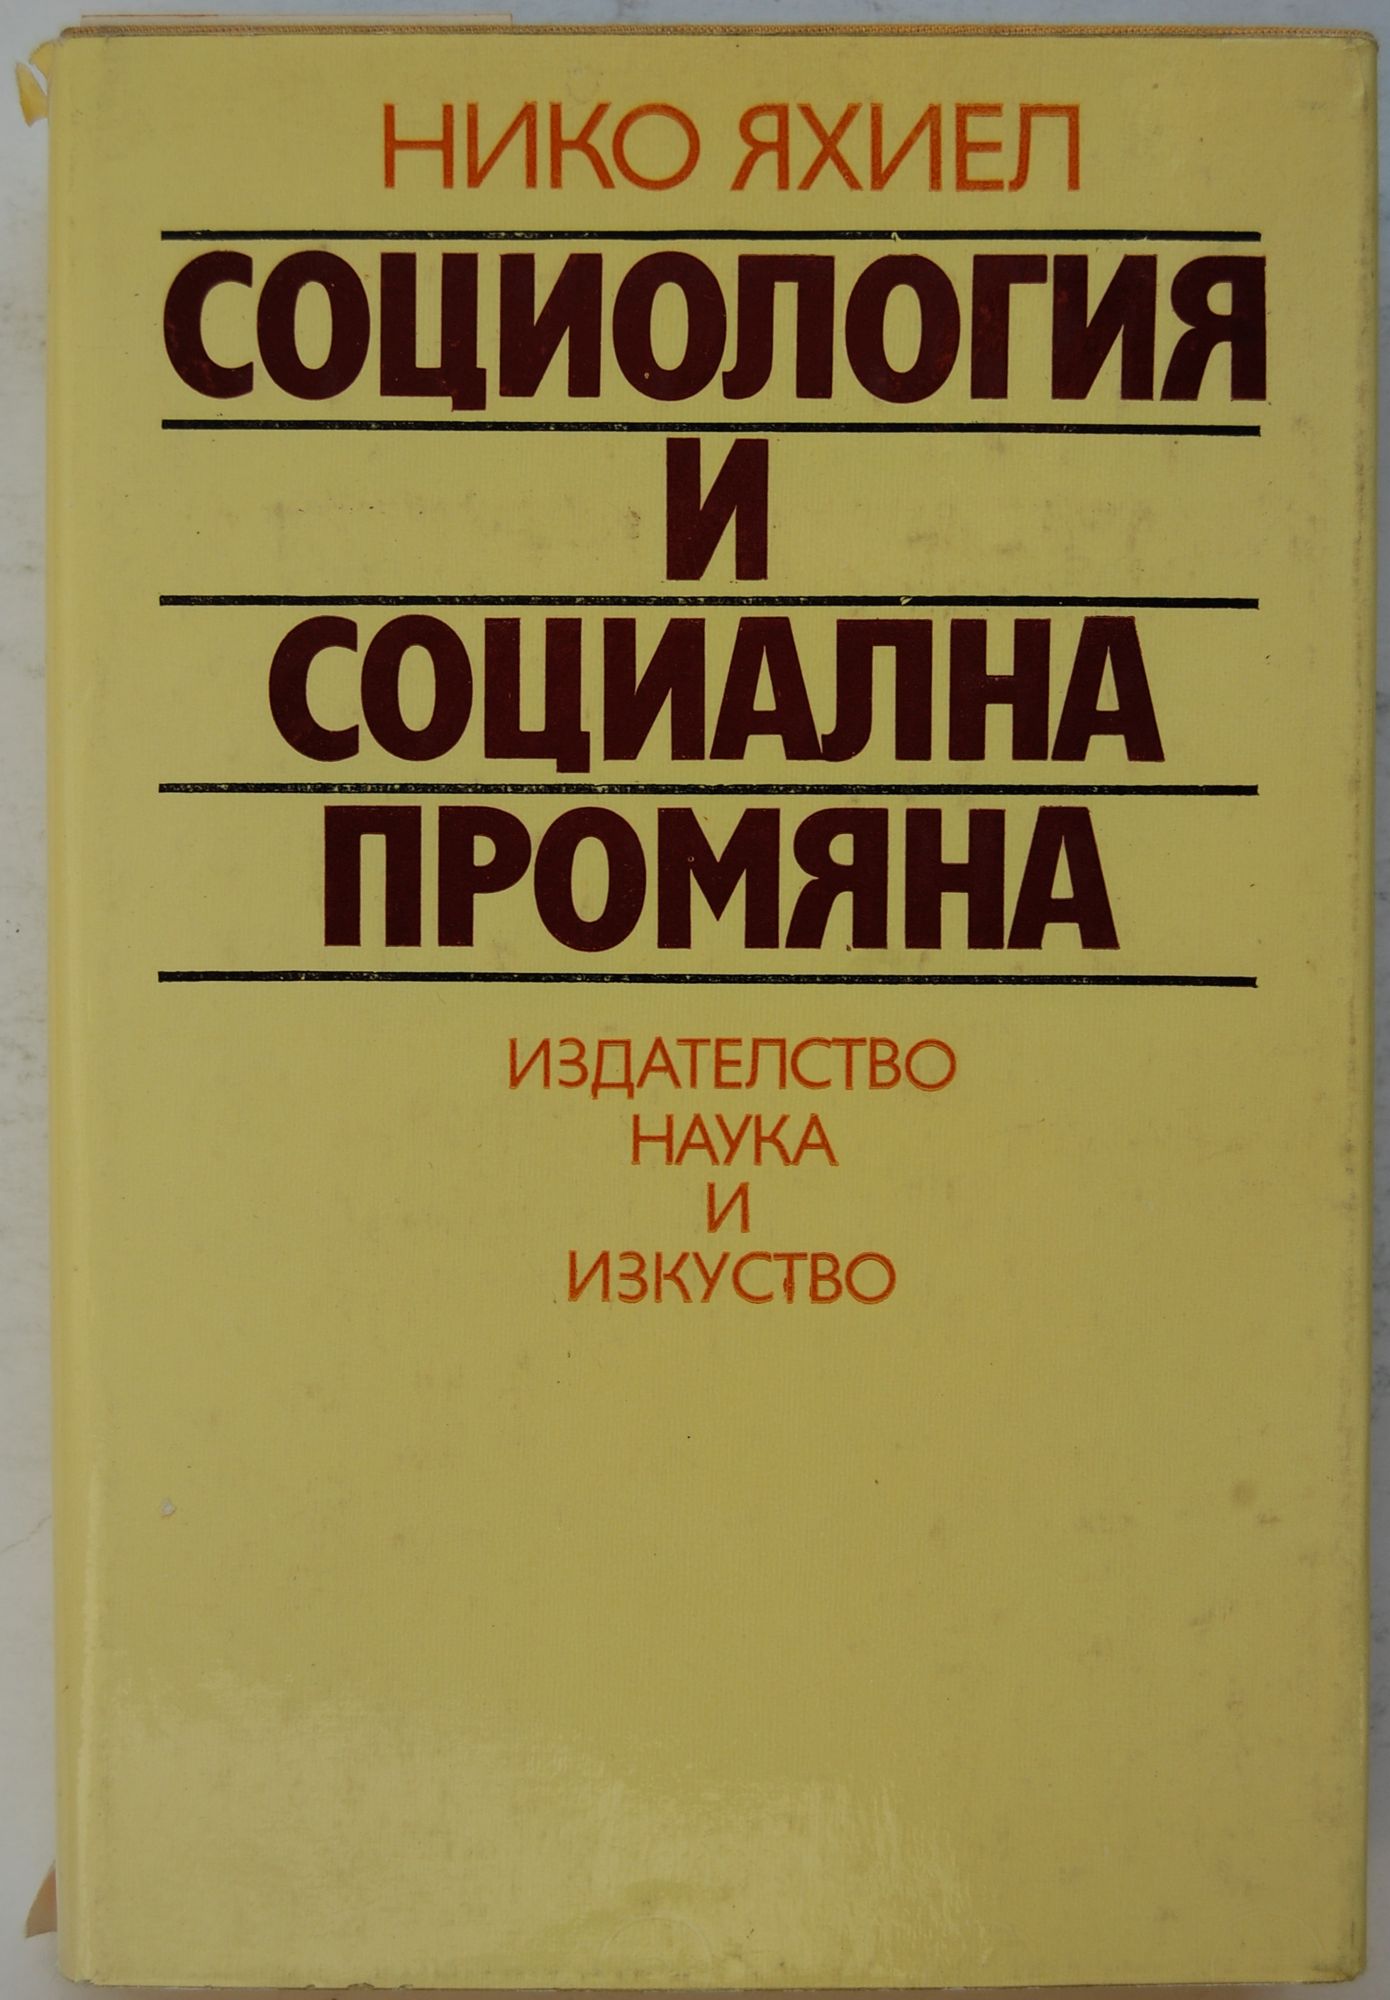 НИКО ЯХИЕЛ
СОЦИОЛОГИЯ
И
СОЦИАЛНА
ПРОМЯНА
ИЗДАТЕЛСТВО
НАУКА
И
ИЗКУСТВО